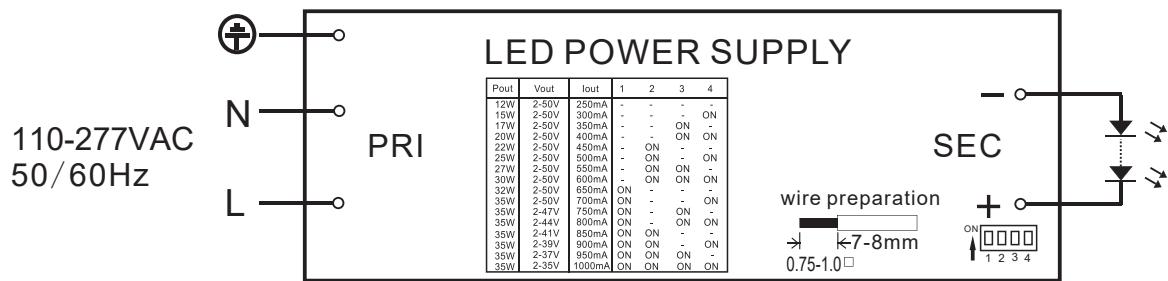 LED POWER SUPPLY
Pout Vout Iout 1 2 3 4
12W 2-50V 250mA - - - -
15W 2-50V 300mA - - - ON
17W 2-50V 350mA - - ON -
20W 2-50V 400mA - - ON ON
22W 2-50V 450mA - ON - -
25W 2-50V 500mA - ON - ON
27W 2-50V 550mA - ON ON -
30W 2-50V 600mA - ON ON ON
32W 2-50V 650mA ON - - -
35W 2-50V 700mA ON - - ON
35W 2-47V 750mA ON - ON -
35W 2-44V 800mA ON - ON ON
35W 2-41V 850mA ON ON - -
35W 2-39V 900mA ON ON - ON
35W 2-37V 950mA ON ON ON -
35W 2-35V 1000mA ON ON ON ON
110-277VAC
50/60Hz
N
L
PRI
SEC
−
+
wire preparation
7-8mm
0.75-1.0□
ON
1 2 3 4